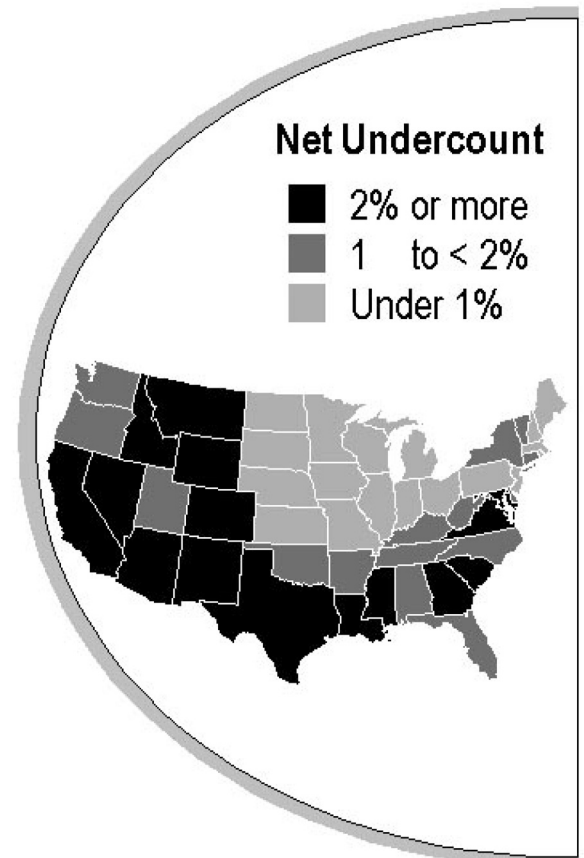 Net Undercount
2% or more
1 to < 2%
Under 1%